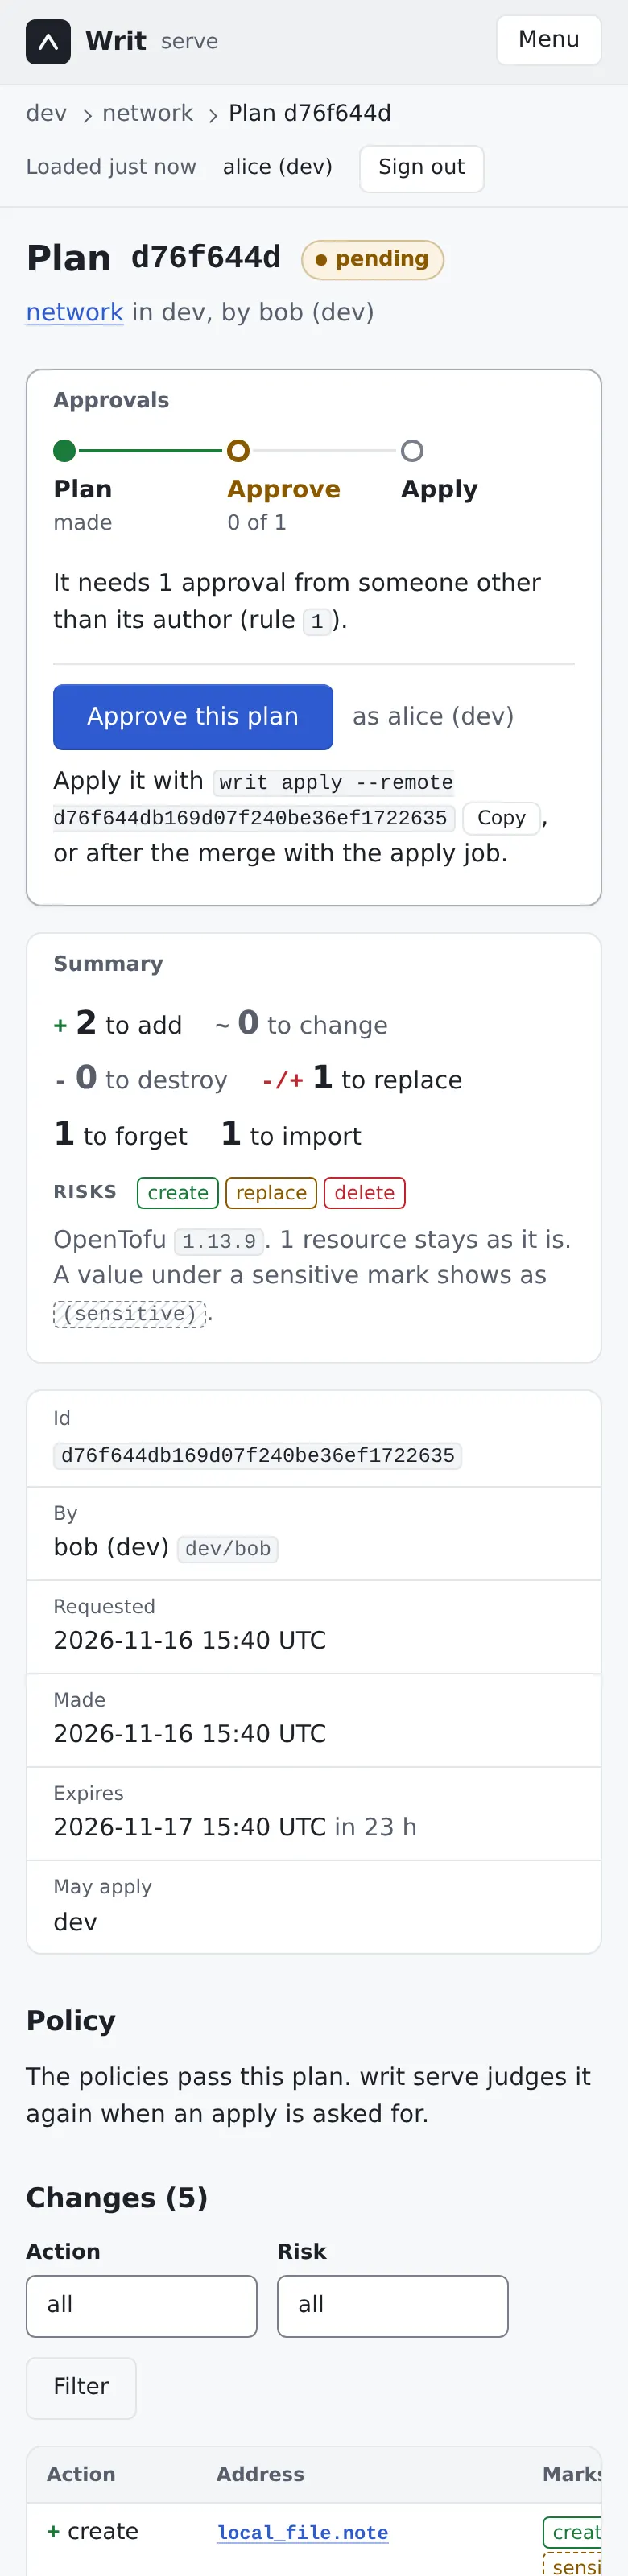 Writ serve Menu
dev > network > Plan d76f644d
Loaded just now alice (dev) Sign out
Plan d76f644d pending
network in dev, by bob (dev)
Approvals
Plan Approve Apply
made 0 of 1
It needs 1 approval from someone other
than its author (rule 1).
Approve this plan as alice (dev)
Apply it with writ apply --remote
d76f644db169d07f240be36ef1722635 Copy,
or after the merge with the apply job.
Summary
+ 2 to add ~ 0 to change
- 0 to destroy -/+ 1 to replace
1 to forget 1 to import
RISKS create replace delete
OpenTofu 1.13.9. 1 resource stays as it is.
A value under a sensitive mark shows as
(sensitive).
Id
d76f644db169d07f240be36ef1722635
By
bob (dev) dev/bob
Requested
2026-11-16 15:40 UTC
Made
2026-11-16 15:40 UTC
Expires
2026-11-17 15:40 UTC in 23 h
May apply
dev
Policy
The policies pass this plan. writ serve judges it
again when an apply is asked for.
Changes (5)
Action Risk
all all
Filter
Action Address Marks
+ create local_file.note creat
sensi